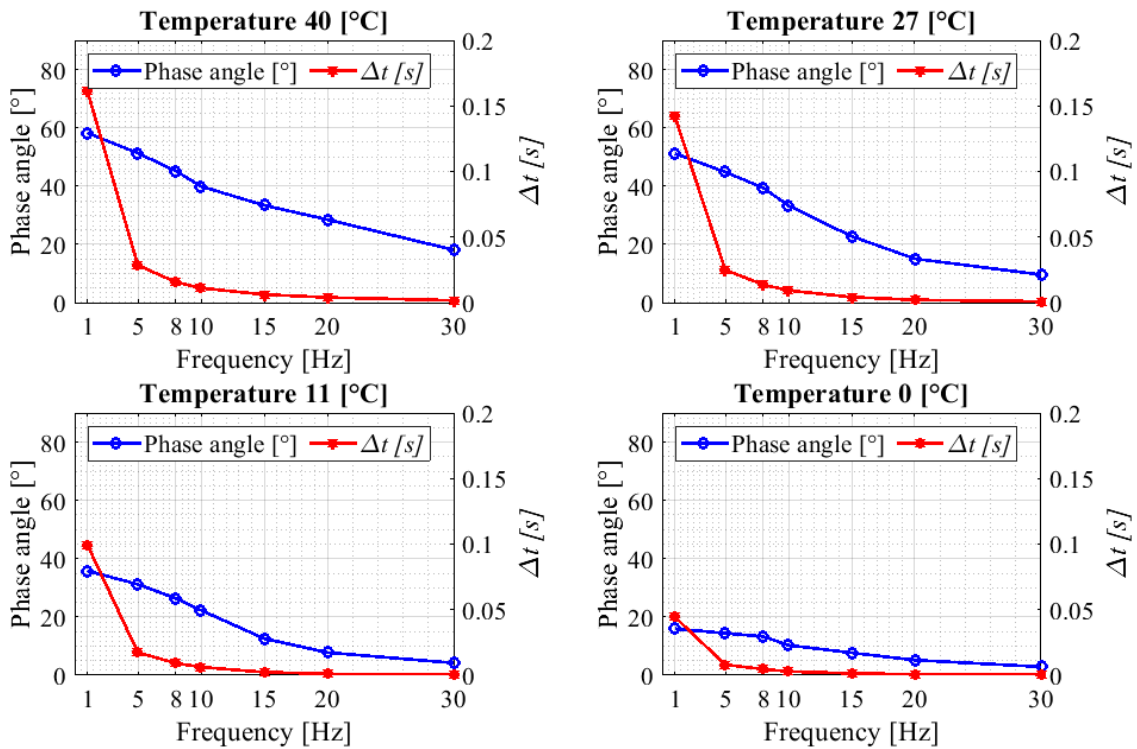 Temperature 40 [°C]
Phase angle [°]
Δt [s]
Phase angle [°]
80
60
40
20
0
0.2
0.15
0.1
0.05
0
Δt [s]
1 5 8 10 15 20 30
Frequency [Hz]
Temperature 27 [°C]
Phase angle [°]
Δt [s]
Phase angle [°]
80
60
40
20
0
0.2
0.15
0.1
0.05
0
Δt [s]
1 5 8 10 15 20 30
Frequency [Hz]
Temperature 11 [°C]
Phase angle [°]
Δt [s]
Phase angle [°]
80
60
40
20
0
0.2
0.15
0.1
0.05
0
Δt [s]
1 5 8 10 15 20 30
Frequency [Hz]
Temperature 0 [°C]
Phase angle [°]
Δt [s]
Phase angle [°]
80
60
40
20
0
0.2
0.15
0.1
0.05
0
Δt [s]
1 5 8 10 15 20 30
Frequency [Hz]